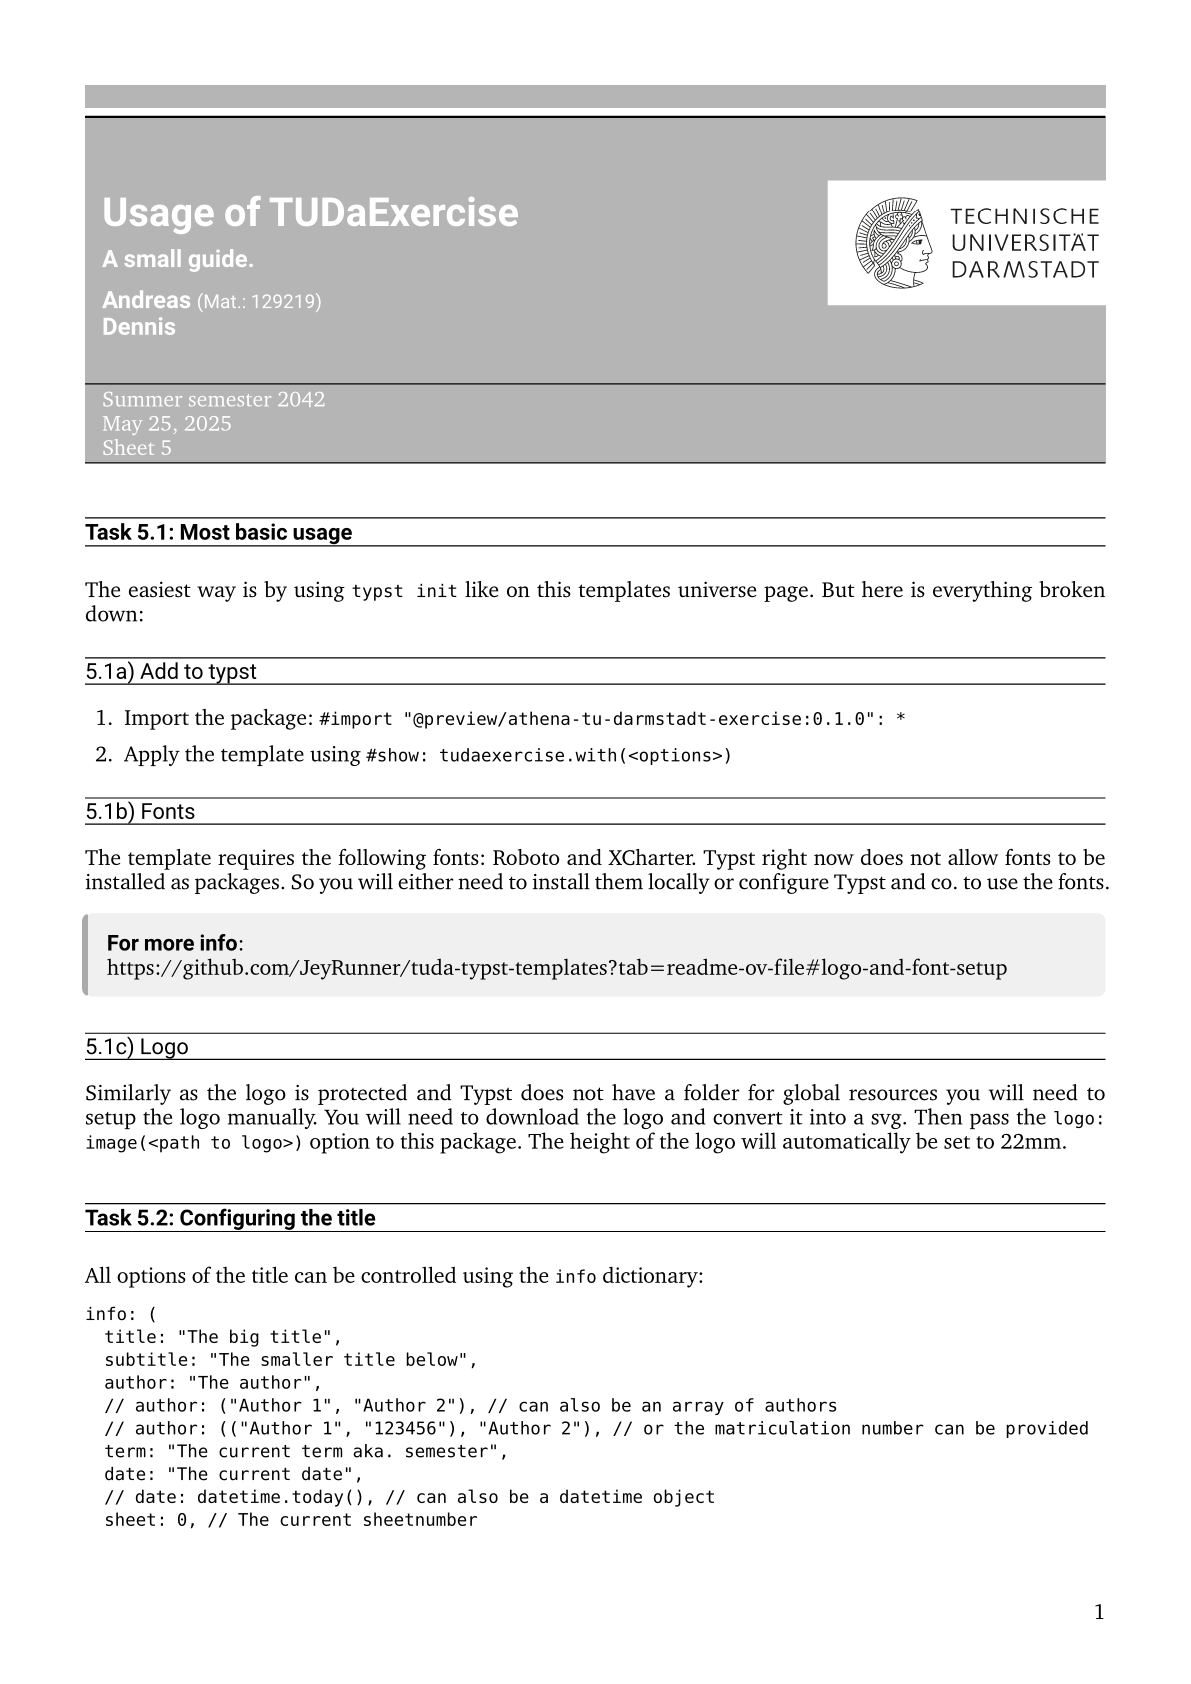 Usage of TUDaExercise
A small guide.
Andreas (Mat.: 129219)
Dennis
TECHNISCHE
UNIVERSITÄT
DARMSTADT
Summer semester 2042
May 25, 2025
Sheet 5
Task 5.1: Most basic usage
The easiest way is by using typst init like on this templates universe page. But here is everything broken
down:
5.1a) Add to typst
1. Import the package: #import "@preview/athena-tu-darmstadt-exercise:0.1.0": *
2. Apply the template using #show: tudaexercise.with(<options>)
5.1b) Fonts
The template requires the following fonts: Roboto and XCharter. Typst right now does not allow fonts to be
installed as packages. So you will either need to install them locally or configure Typst and co. to use the fonts.
For more info:
https://github.com/JeyRunner/tuda-typst-templates?tab=readme-ov-file#logo-and-font-setup
5.1c) Logo
Similarly as the logo is protected and Typst does not have a folder for global resources you will need to
setup the logo manually. You will need to download the logo and convert it into a svg. Then pass the logo:
image(<path to logo>) option to this package. The height of the logo will automatically be set to 22mm.
Task 5.2: Configuring the title
All options of the title can be controlled using the info dictionary:
info: (
  title: "The big title",
  subtitle: "The smaller title below",
  author: "The author",
  // author: ("Author 1", "Author 2"), // can also be an array of authors
  // author: (("Author 1", "123456"), "Author 2"), // or the matriculation number can be provided
  term: "The current term aka. semester",
  date: "The current date",
  // date: datetime.today(), // can also be a datetime object
  sheet: 0, // The current sheetnumber
1